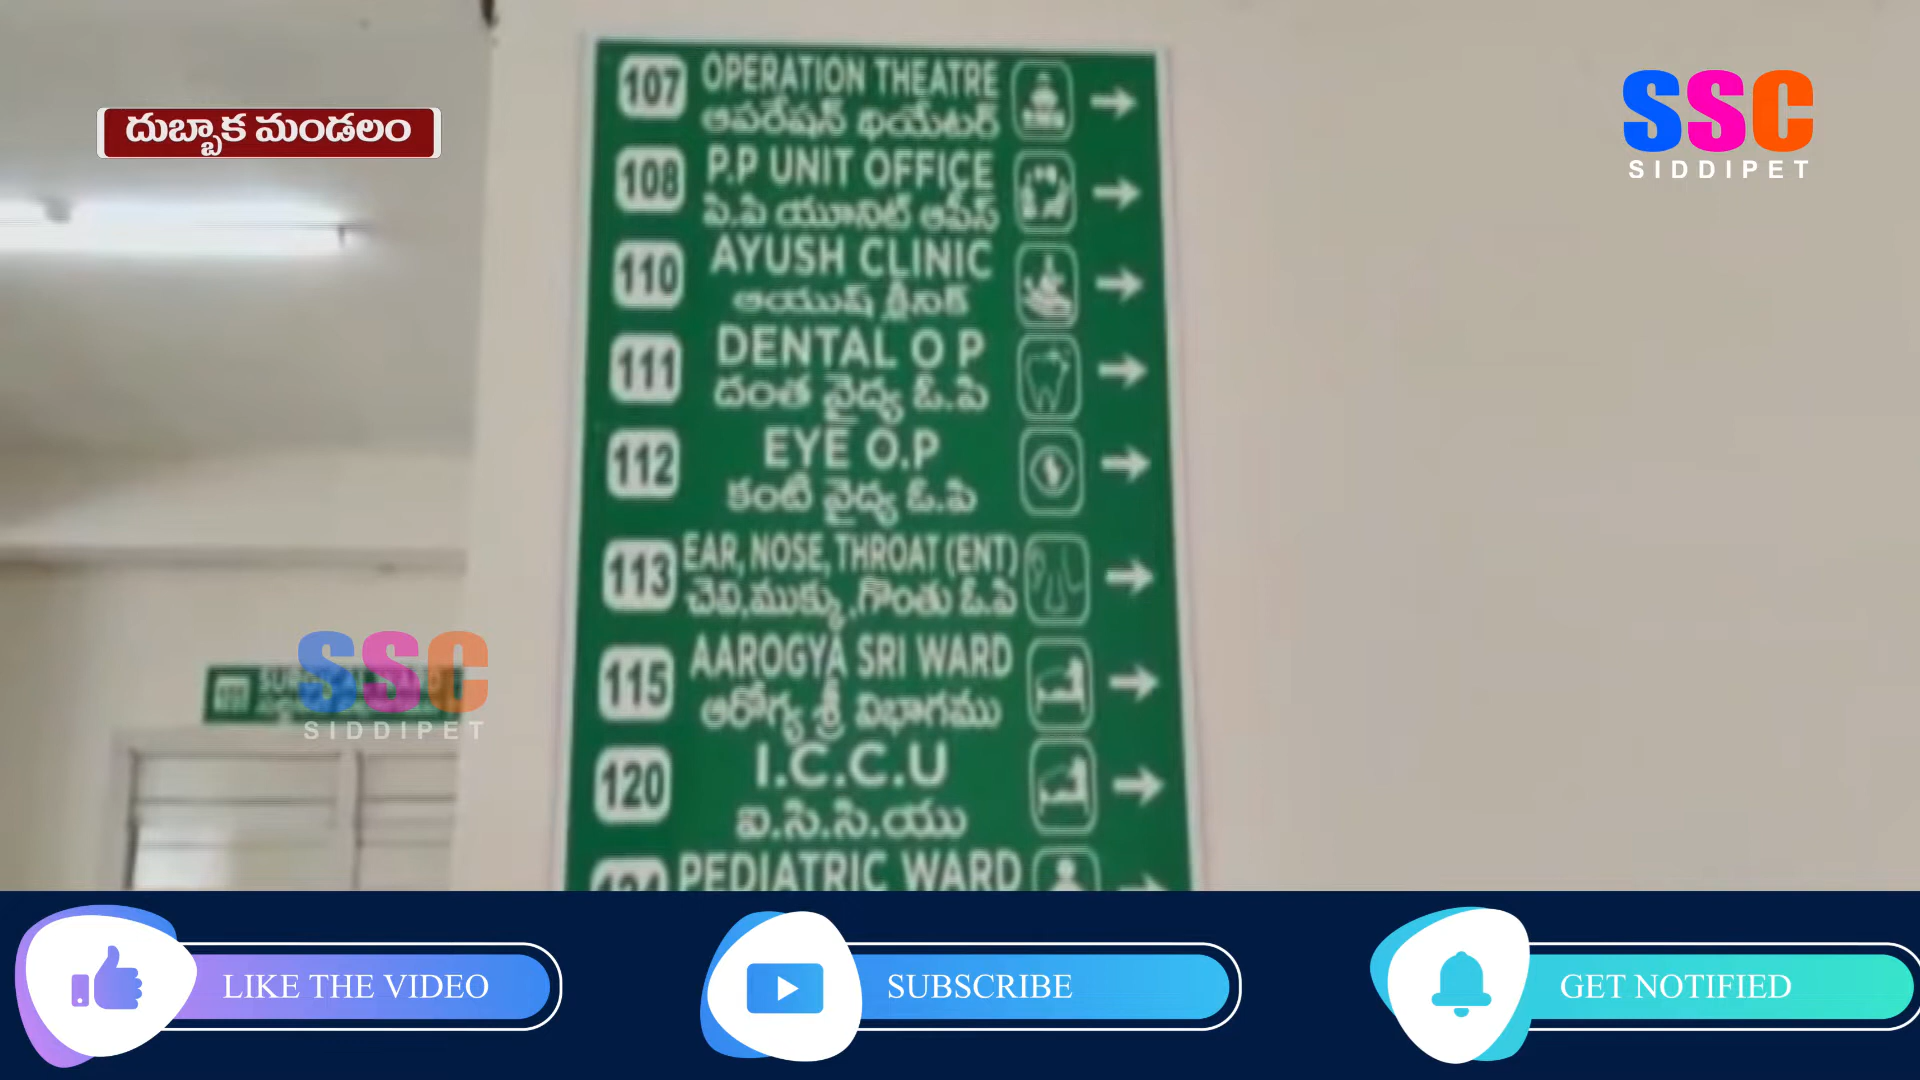 దుబ్బాక మండలం
SSC
SIDDIPET
107 OPERATION THEATRE
ఆపరేషన్ థియేటర్
108 P.P UNIT OFFICE
పి.పి యూనిట్ ఆఫీస్
110 AYUSH CLINIC
ఆయుష్ క్లినిక్
111 DENTAL O P
దంత వైద్య ఓ.పి
112 EYE O.P
కంటి వైద్య ఓ.పి
113 EAR, NOSE, THROAT (ENT)
చెవి,ముక్కు,గొంతు ఓ.పి
115 AAROGYA SRI WARD
ఆరోగ్య శ్రీ విభాగము
120 I.C.C.U
ఐ.సి.సి.యు
PEDIATRIC WARD
SSC
SIDDIPET
LIKE THE VIDEO
SUBSCRIBE
GET NOTIFIED